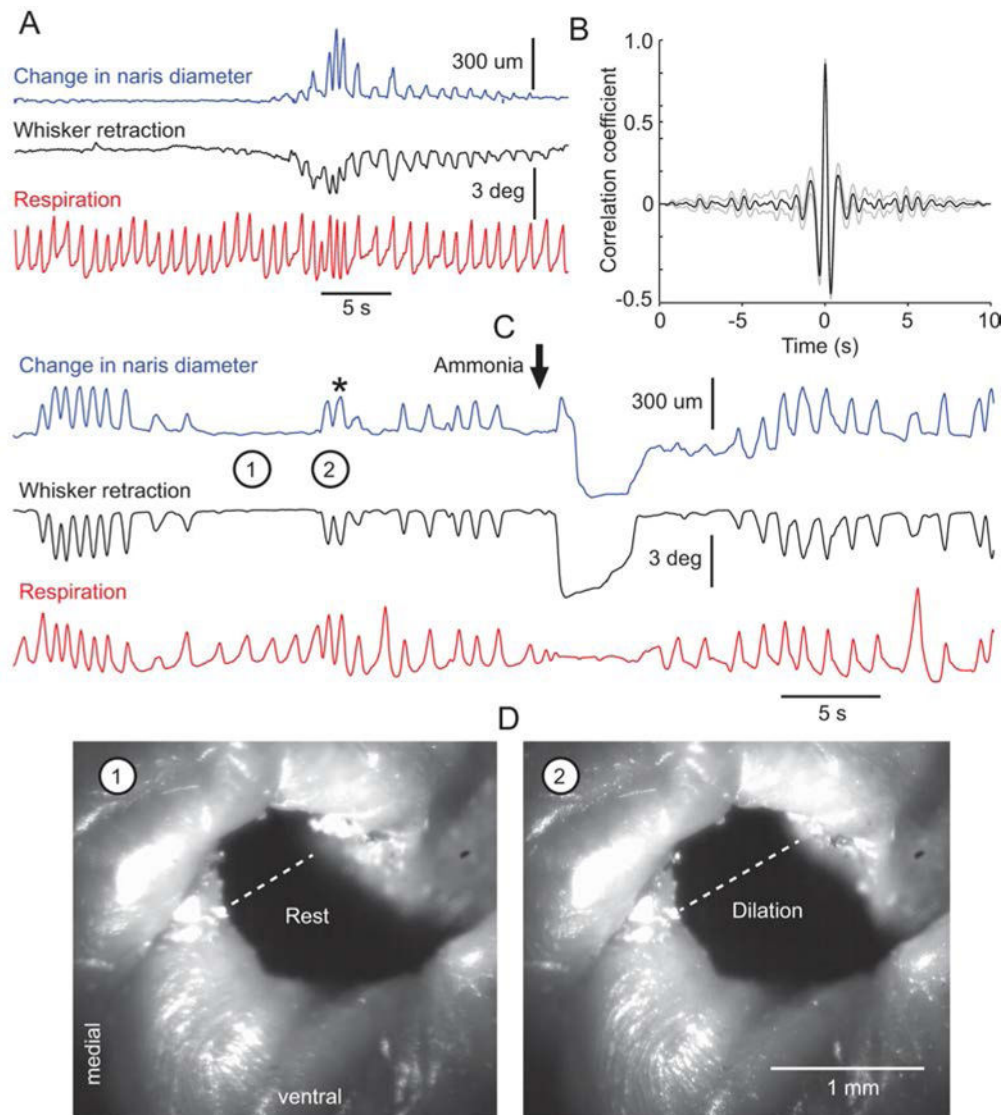 A
Change in naris diameter
300 um
Whisker retraction
3 deg
Respiration
5 s
B
Correlation coefficient
1.0
0.5
0
-0.5
0
-5
0
5
10
Time (s)
C
Change in naris diameter
Ammonia
*
300 um
1
2
Whisker retraction
3 deg
Respiration
5 s
D
1
Rest
medial
ventral
2
Dilation
1 mm